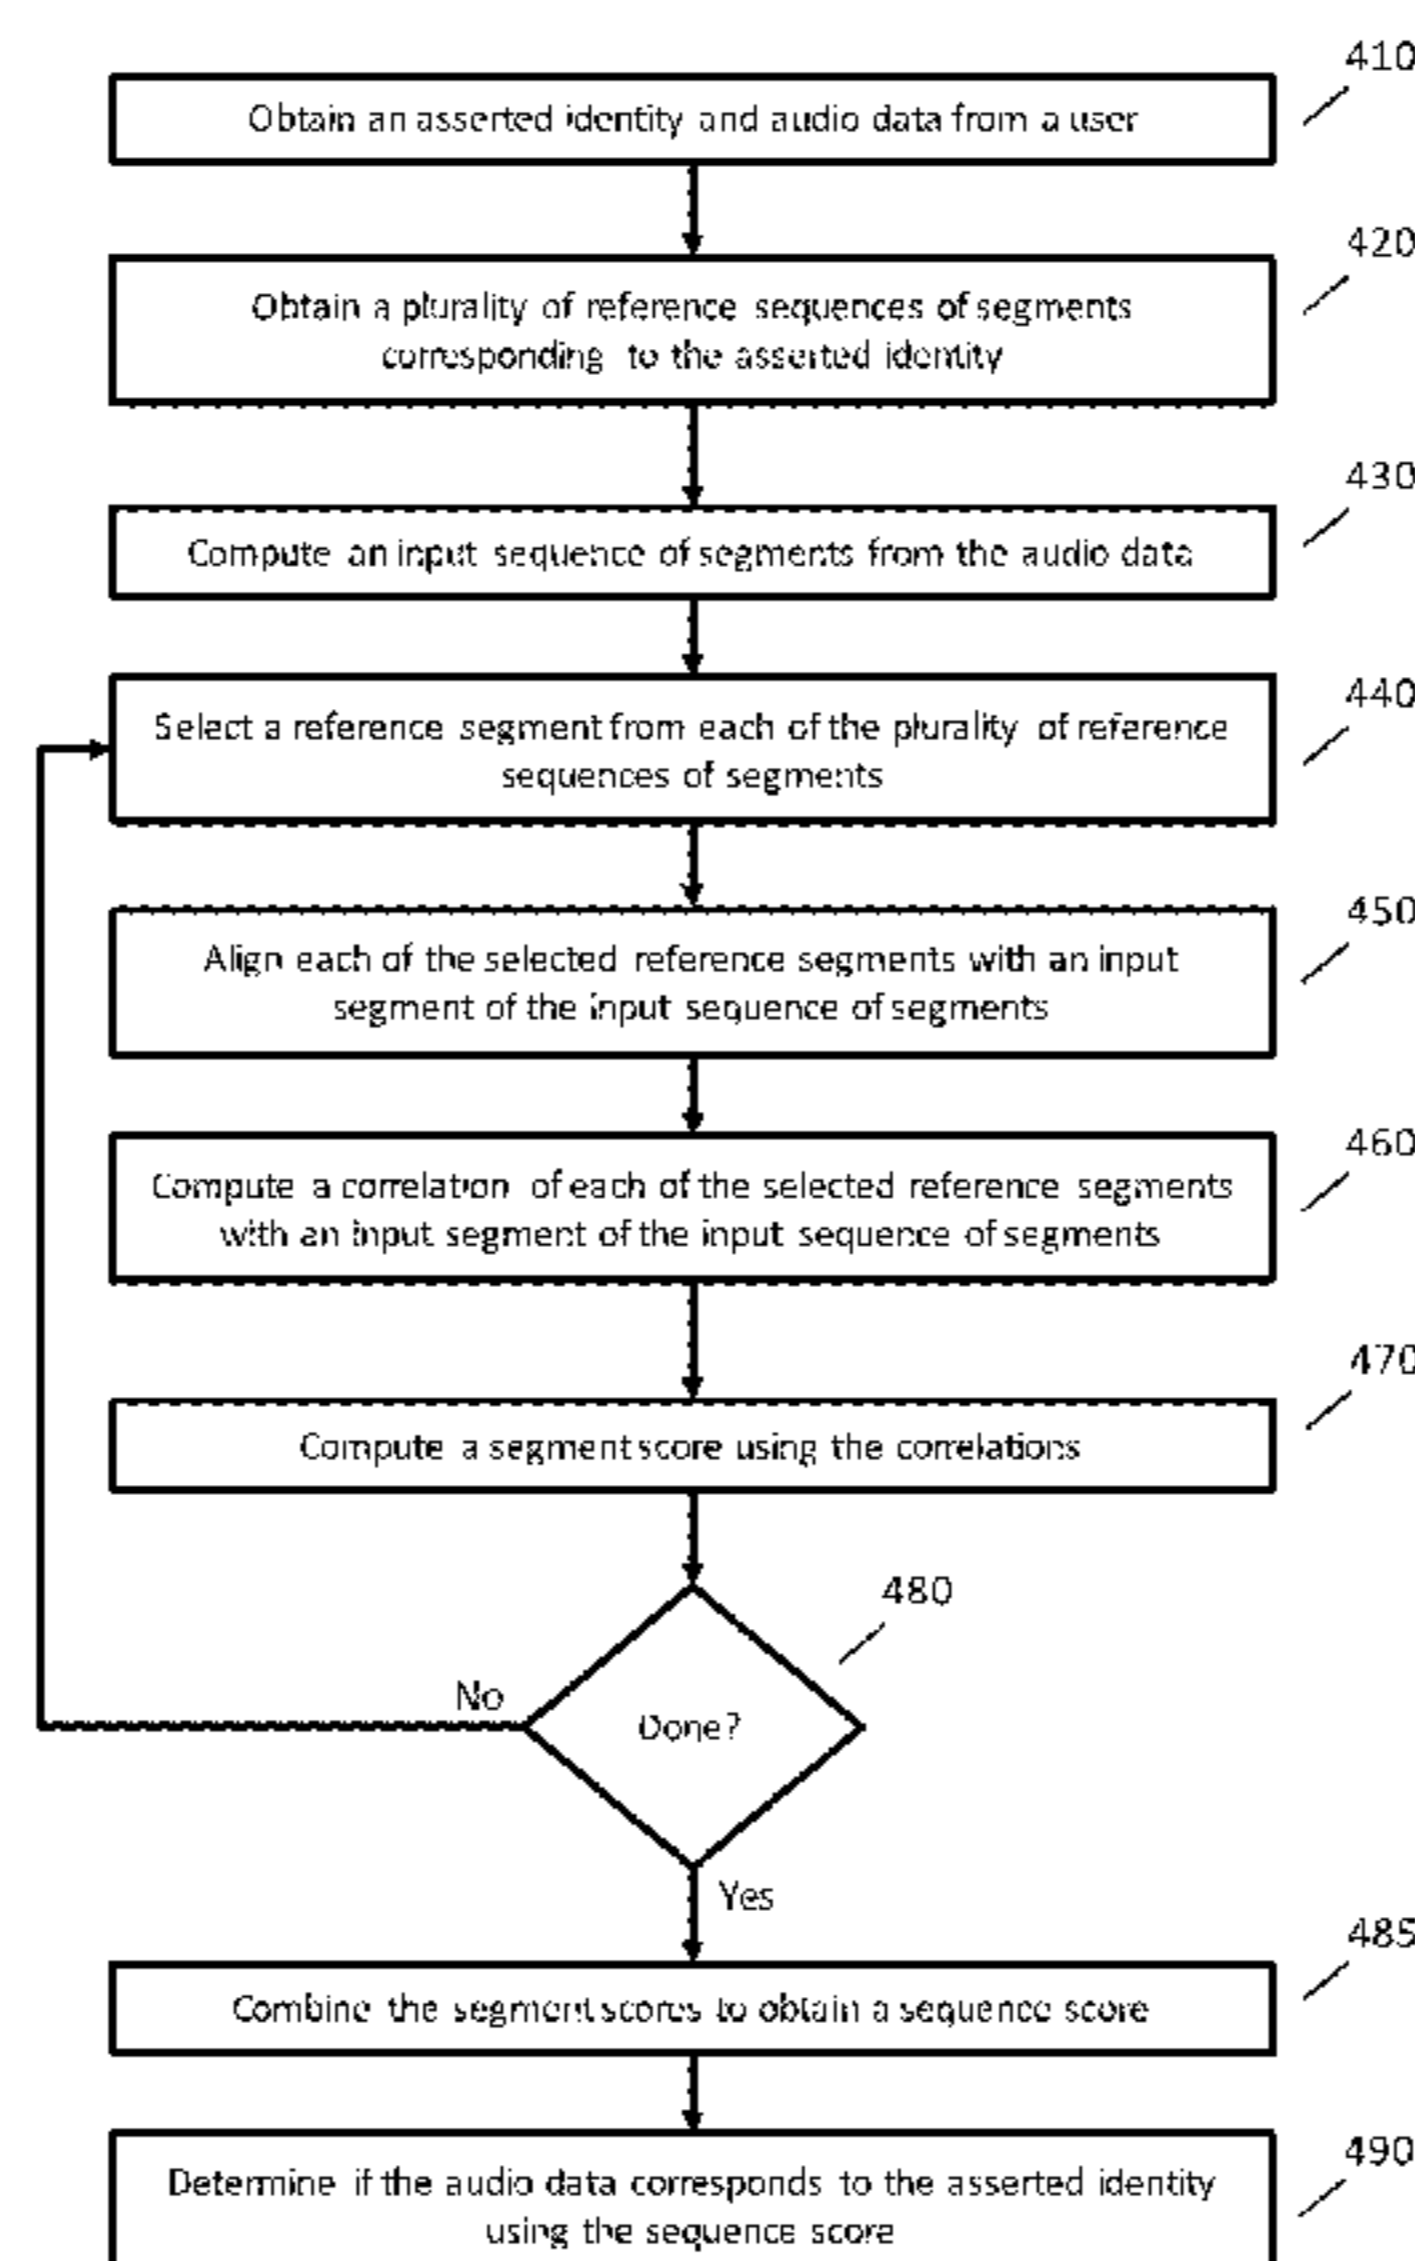 410
Obtain an asserted identity and audio data from a user
420
Obtain a plurality of reference sequences of segments
corresponding to the asserted identity
430
Compute an input sequence of segments from the audio data
440
Select a reference segment from each of the plurality of reference
sequences of segments
450
Align each of the selected reference segments with an input
segment of the input sequence of segments
460
Compute a correlation of each of the selected reference segments
with an input segment of the input sequence of segments
470
Compute a segment score using the correlations
480
No
Done?
Yes
485
Combine the segment scores to obtain a sequence score
490
Determine if the audio data corresponds to the asserted identity
using the sequence score